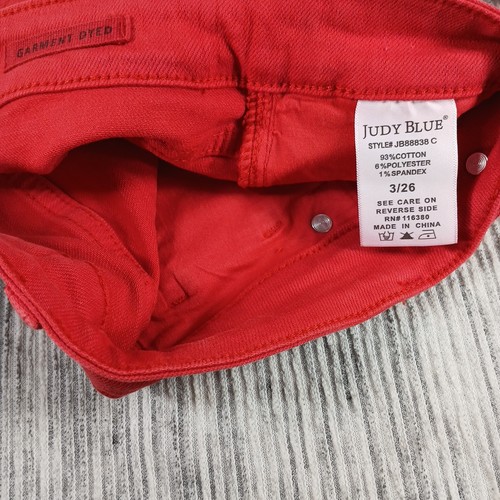 GARMENT DYED
JUDY BLUE®
STYLE# JB88838 C
93%COTTON
6%POLYESTER
1%SPANDEX
3/26
SEE CARE ON
REVERSE SIDE
RN# 116380
MADE IN CHINA